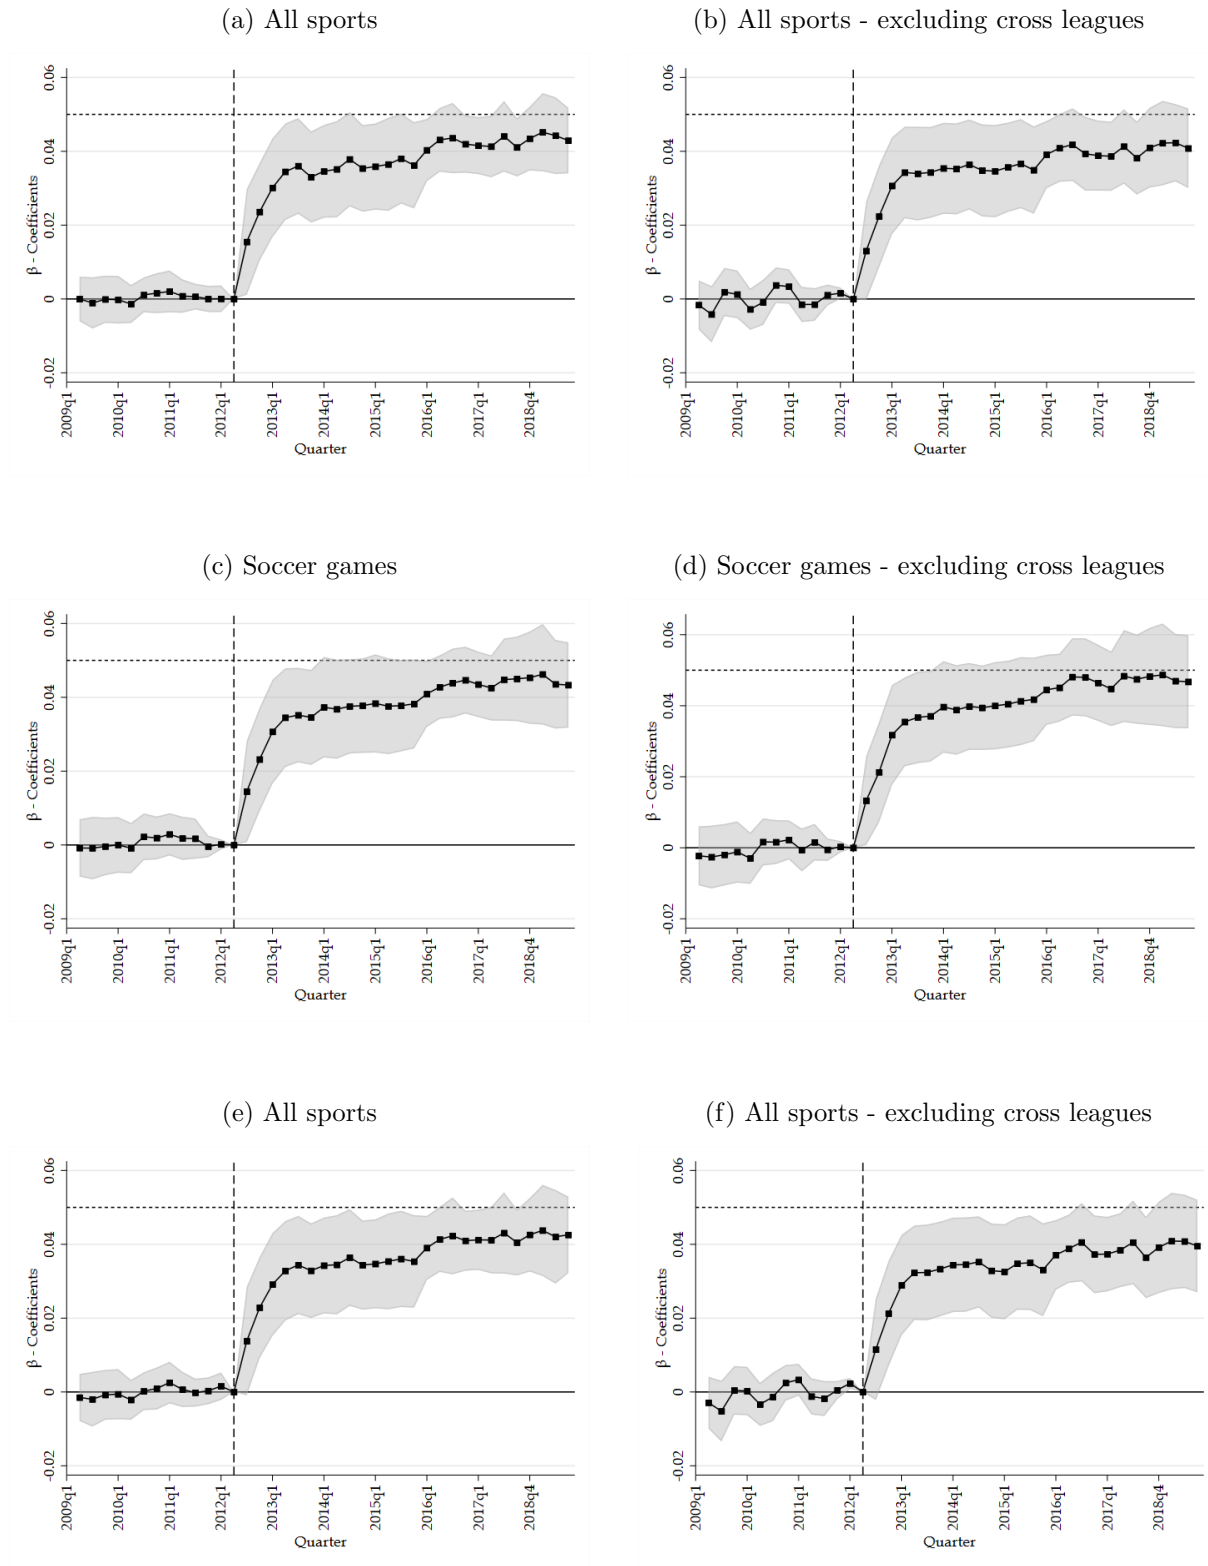 (a) All sports
0.06
0.04
0.02
0
-0.02
β - Coefficients
2009q1
2010q1
2011q1
2012q1
2013q1
2014q1
2015q1
2016q1
2017q1
2018q4
Quarter
(b) All sports - excluding cross leagues
0.06
0.04
0.02
0
-0.02
β - Coefficients
2009q1
2010q1
2011q1
2012q1
2013q1
2014q1
2015q1
2016q1
2017q1
2018q4
Quarter
(c) Soccer games
0.06
0.04
0.02
0
-0.02
β - Coefficients
2009q1
2010q1
2011q1
2012q1
2013q1
2014q1
2015q1
2016q1
2017q1
2018q4
Quarter
(d) Soccer games - excluding cross leagues
0.06
0.04
0.02
0
-0.02
β - Coefficients
2009q1
2010q1
2011q1
2012q1
2013q1
2014q1
2015q1
2016q1
2017q1
2018q4
Quarter
(e) All sports
0.06
0.04
0.02
0
-0.02
β - Coefficients
2009q1
2010q1
2011q1
2012q1
2013q1
2014q1
2015q1
2016q1
2017q1
2018q4
Quarter
(f) All sports - excluding cross leagues
0.06
0.04
0.02
0
-0.02
β - Coefficients
2009q1
2010q1
2011q1
2012q1
2013q1
2014q1
2015q1
2016q1
2017q1
2018q4
Quarter